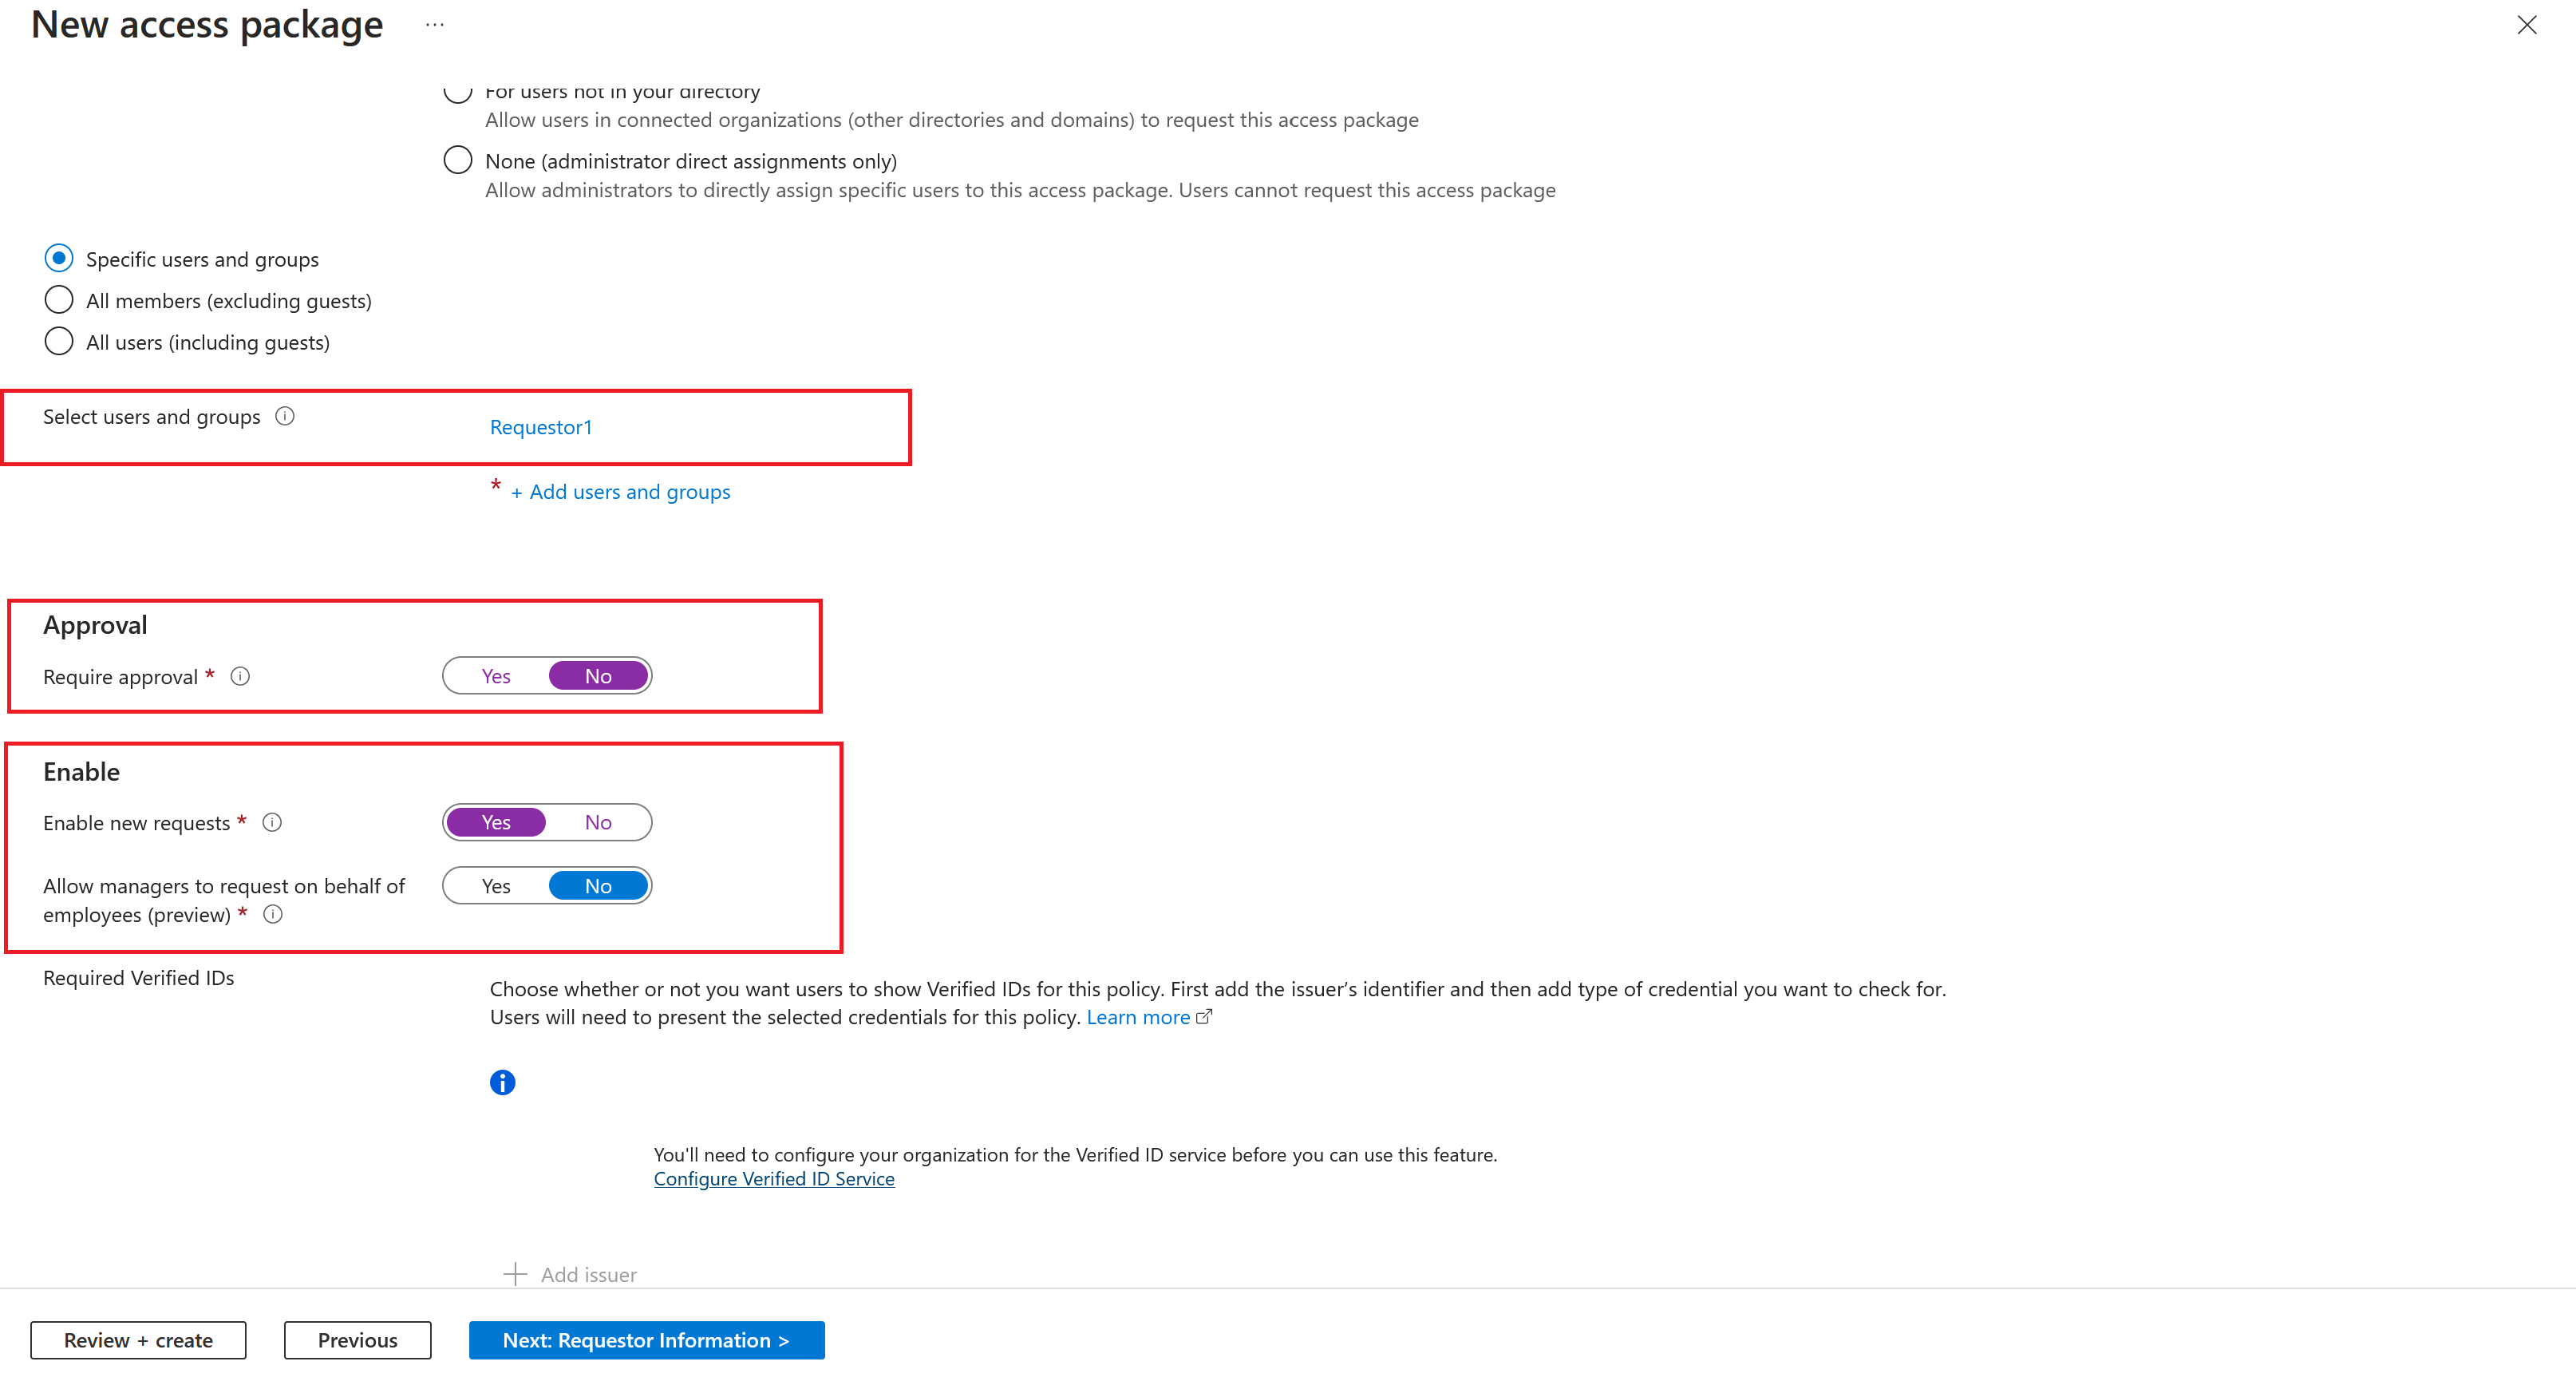 New access package ...
For users not in your directory
Allow users in connected organizations (other directories and domains) to request this access package
None (administrator direct assignments only)
Allow administrators to directly assign specific users to this access package. Users cannot request this access package
Specific users and groups
All members (excluding guests)
All users (including guests)
Select users and groups
Requestor1
* + Add users and groups
Approval
Require approval * Yes No
Enable
Enable new requests * Yes No
Allow managers to request on behalf of
employees (preview) * Yes No
Required Verified IDs
Choose whether or not you want users to show Verified IDs for this policy. First add the issuer’s identifier and then add type of credential you want to check for.
Users will need to present the selected credentials for this policy. Learn more
You'll need to configure your organization for the Verified ID service before you can use this feature.
Configure Verified ID Service
+ Add issuer
Review + create Previous Next: Requestor Information >